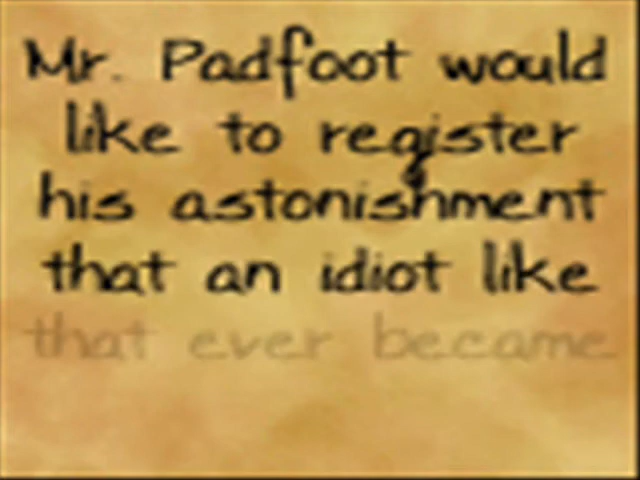 Mr. Padfoot would
like to register
his astonishment
that an idiot like
that ever became